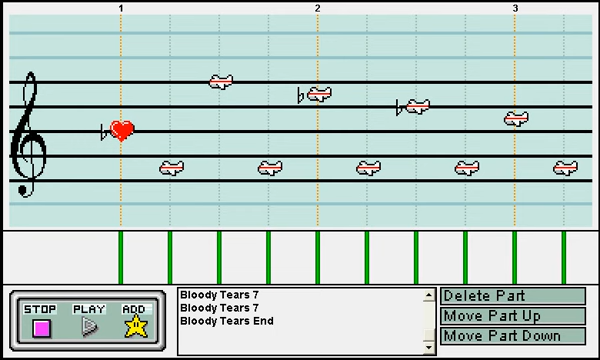 1 2 3
Bloody Tears 7
Bloody Tears 7
Bloody Tears End
STOP PLAY ADD
Delete Part
Move Part Up
Move Part Down